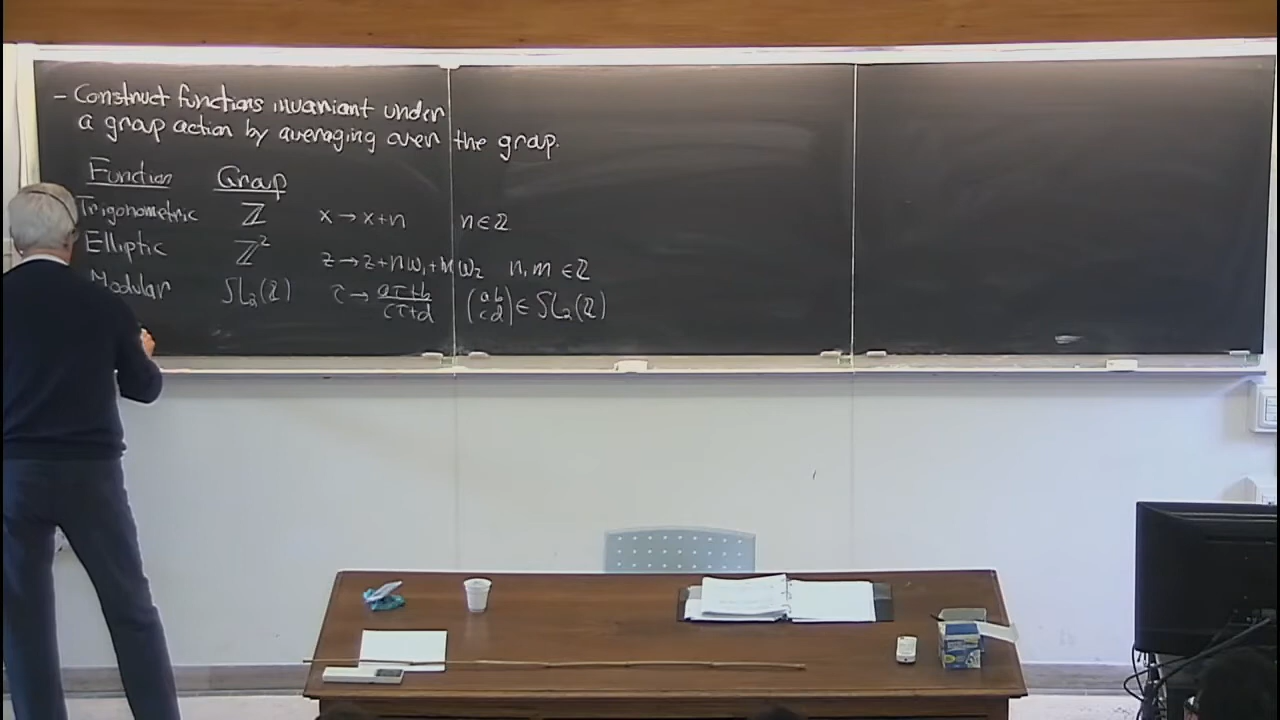 - Construct functions invariant under
a group action by averaging over the group.
Function Group
Trigonometric ℤ x → x+n n ∈ ℤ
Elliptic ℤ² z → z+nω₁+mω₂ n, m ∈ ℤ
Modular SL₂(ℤ) τ → (aτ+b)/(cτ+d) (a b c d) ∈ SL₂(ℤ)